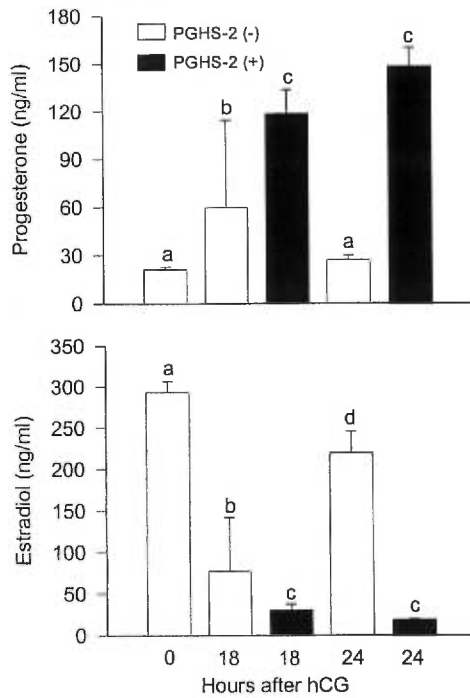 PGHS-2 (-)
PGHS-2 (+)
Progesterone (ng/ml)
180
150
120
90
60
30
0
a
b
c
a
c
Estradiol (ng/ml)
350
300
250
200
150
100
50
0
a
b
c
d
c
0 18 18 24 24
Hours after hCG